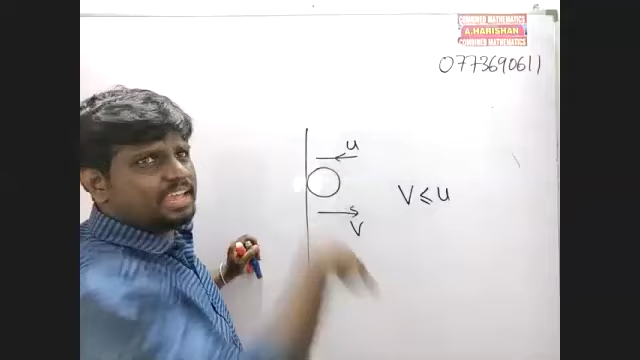 COMBINED MATHEMATICS
A.HARISHAN
COMBINED MATHEMATICS
0773690611
u
V ≤ u
V